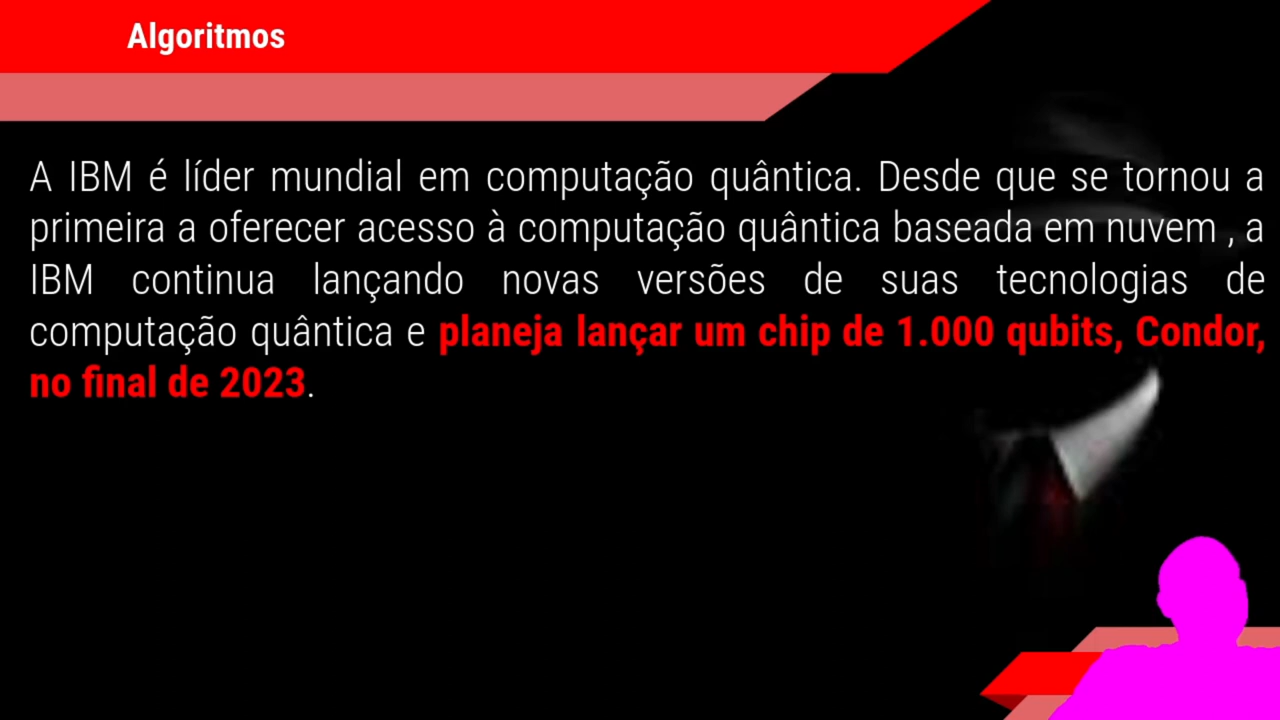 Algoritmos
A IBM é líder mundial em computação quântica. Desde que se tornou a
primeira a oferecer acesso à computação quântica baseada em nuvem , a
IBM continua lançando novas versões de suas tecnologias de
computação quântica e planeja lançar um chip de 1.000 qubits, Condor,
no final de 2023.